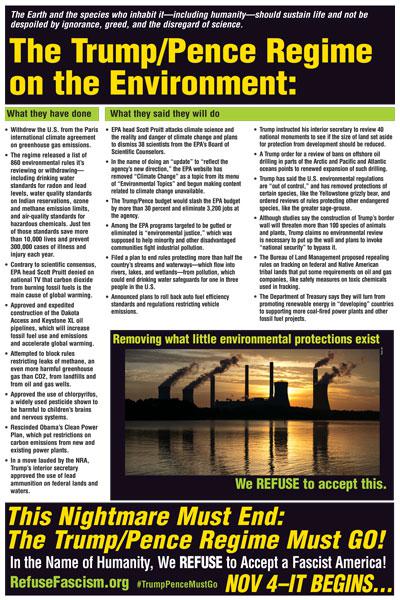 The Earth and the species who inhabit it—including humanity—should sustain life and not be
despoiled by ignorance, greed, and the disregard of science.
The Trump/Pence Regime
on the Environment:
What they have done
• Withdrew the U.S. from the Paris
international climate agreement
on greenhouse gas emissions.
• The regime released a list of
860 environmental rules it's
reviewing or withdrawing—
including drinking water
standards for radon and lead
levels, water quality standards
on Indian reservations, ozone
and methane emission limits,
and air-quality standards for
hazardous chemicals. Just ten
of those standards save more
than 10,000 lives and prevent
300,000 cases of illness and
injury each year.
• Contrary to scientific consensus,
EPA head Scott Pruitt denied on
national TV that carbon dioxide
from burning fossil fuels is the
main cause of global warming.
• Approved and expedited
construction of the Dakota
Access and Keystone XL oil
pipelines, which will increase
fossil fuel use and emissions
and accelerate global warming.
• Attempted to block rules
restricting leaks of methane, an
even more harmful greenhouse
gas than CO2, from landfills and
from oil and gas wells.
• Approved the use of chlorpyrifos,
a widely used pesticide shown to
be harmful to children's brains
and nervous systems.
• Rescinded Obama's Clean Power
Plan, which put restrictions on
carbon emissions from new and
existing power plants.
• In a move lauded by the NRA,
Trump's interior secretary
approved the use of lead
ammunition on federal lands and
waters.
What they said they will do
• EPA head Scott Pruitt attacks climate science and
the reality and danger of climate change and plans
to dismiss 38 scientists from the EPA's Board of
Scientific Counselors.
• In the name of doing an "update" to "reflect the
agency's new direction," the EPA website has
removed "Climate Change" as a topic from its menu
of "Environmental Topics" and begun making content
related to climate change unavailable.
• The Trump/Pence budget would slash the EPA budget
by more than 30 percent and eliminate 3,200 jobs at
the agency.
• Among the EPA programs targeted to be gutted or
eliminated is "environmental justice," which was
supposed to help minority and other disadvantaged
communities fight industrial pollution.
• Filed a plan to end rules protecting more than half the
country's streams and waterways—which flow into
rivers, lakes, and wetlands—from pollution, which
could end drinking water safeguards for one in three
people in the U.S.
• Announced plans to roll back auto fuel efficiency
standards and regulations restricting vehicle
emissions.
• Trump instructed his interior secretary to review 40
national monuments to see if the size of land set aside
for protection from development should be reduced.
• A Trump order for a review of bans on offshore oil
drilling in parts of the Arctic and Pacific and Atlantic
oceans points to renewed expansion of such drilling.
• Trump has said the U.S. environmental regulations
are "out of control," and has removed protections of
certain species, like the Yellowstone grizzly bear, and
ordered reviews of rules protecting other endangered
species, like the greater sage-grouse.
• Although studies say the construction of Trump's border
wall will threaten more than 100 species of animals
and plants, Trump claims no environmental review
is necessary to put up the wall and plans to invoke
"national security" to bypass it.
• The Bureau of Land Management proposed repealing
rules on fracking on federal and Native American
tribal lands that put some requirements on oil and gas
companies, like safety measures on toxic chemicals
used in fracking.
• The Department of Treasury says they will turn from
promoting renewable energy in "developing" countries
to supporting more coal-fired power plants and other
fossil fuel projects.
Removing what little environmental protections exist
We REFUSE to accept this.
This Nightmare Must End:
The Trump/Pence Regime Must GO!
In the Name of Humanity, We REFUSE to Accept a Fascist America!
RefuseFascism.org #TrumpPenceMustGo NOV 4–IT BEGINS...